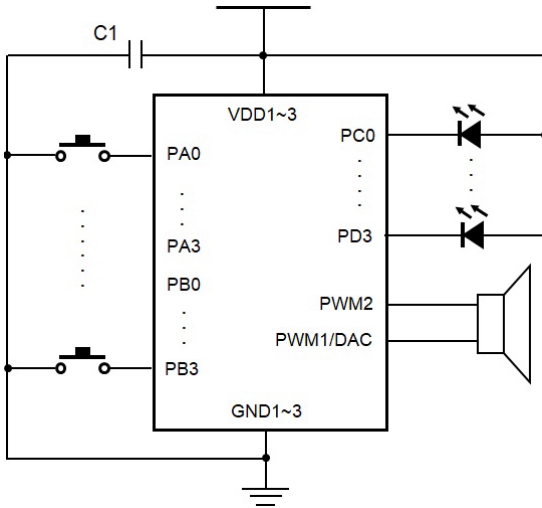 C1
VDD1~3
PC0
PA0
PA3
PD3
PB0
PWM2
PWM1/DAC
PB3
GND1~3